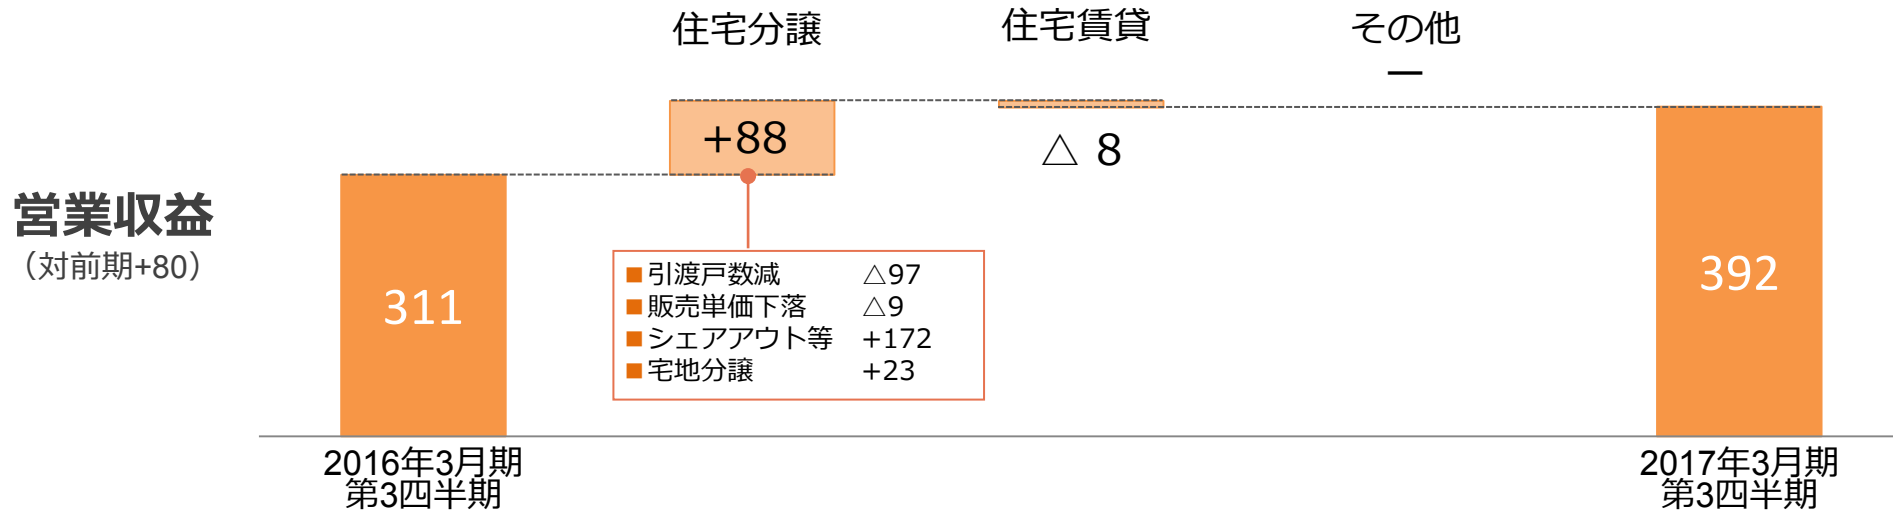 住宅分譲
住宅賃貸
その他
ー
+88
△ 8
営業収益
（対前期+80）
311
392
■引渡戸数減 △97
■販売単価下落 △9
■シェアアウト等 +172
■宅地分譲 +23
2016年3月期
第3四半期
2017年3月期
第3四半期